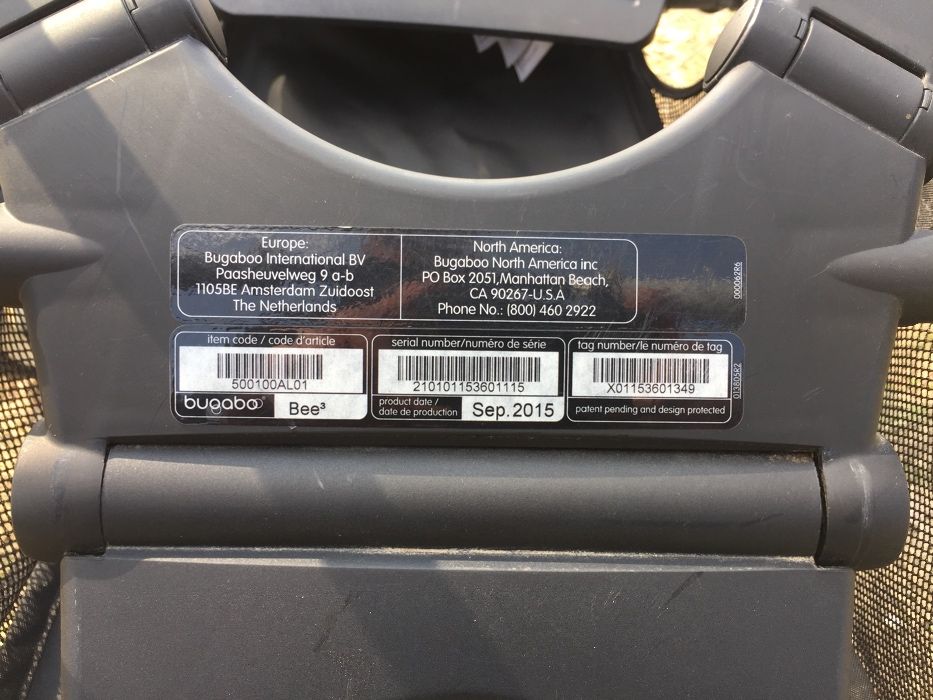 Europe:
Bugaboo International BV
Paasheuvelweg 9 a-b
1105BE Amsterdam Zuidoost
The Netherlands
North America:
Bugaboo North America inc
PO Box 2051,Manhattan Beach,
CA 90267-U.S.A
Phone No.: (800) 460 2922
000062R6
item code / code d'article
500100AL01
bugaboo Bee³
serial number/numéro de série
210101153601115
product date /
date de production
Sep.2015
tag number/le numéro de tag
X01153601349
patent pending and design protected
013805R2